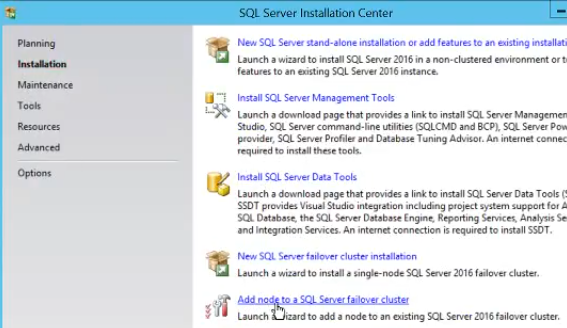 SQL Server Installation Center
Planning
Installation
Maintenance
Tools
Resources
Advanced
Options
New SQL Server stand-alone installation or add features to an existing
Launch a wizard to install SQL Server 2016 in a non-clustered environment or
features to an existing SQL Server 2016 instance.
Install SQL Server Management Tools
Launch a download page that provides a link to install SQL Server
Studio, SQL Server command-line utilities (SQLCMD and BCP), SQL Server
provider, SQL Server Profiler and Database Tuning Advisor. An internet
required to install these tools.
Install SQL Server Data Tools
Launch a download page that provides a link to install SQL Server Data Tools
SSDT provides Visual Studio integration including project system support for
SQL Database, the SQL Server Database Engine, Reporting Services, Analysis
and Integration Services. An internet connection is required to install SSDT.
New SQL Server failover cluster installation
Launch a wizard to install a single-node SQL Server 2016 failover cluster.
Add node to a SQL Server failover cluster
Launch wizard to add a node to an existing SQL Server 2016 failover cluster.